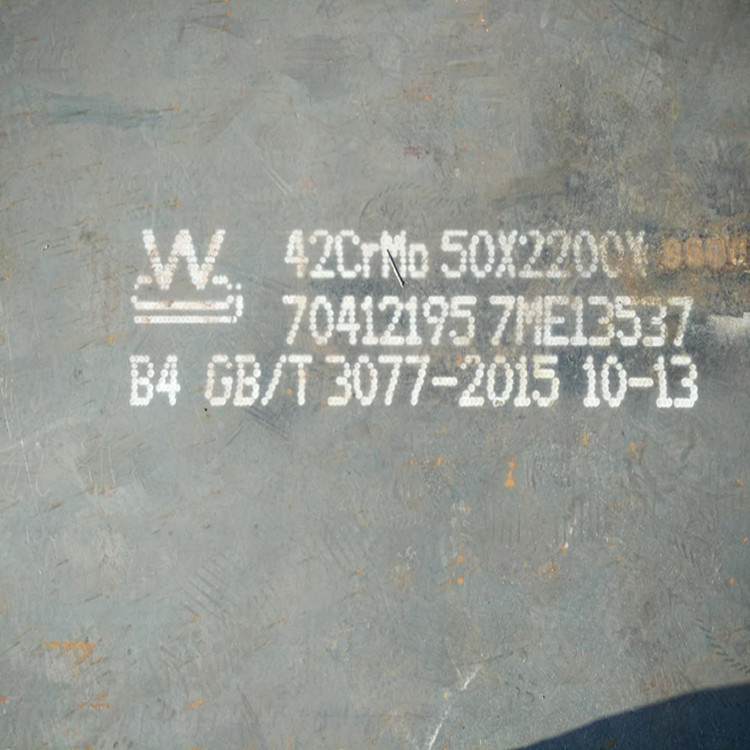 W 42CrMo 50X2200X
70412195 7ME13537
B4 GB/T 3077-2015 10-13